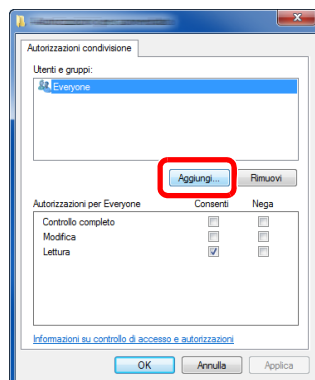 Autorizzazioni condivisione
Utenti e gruppi:
Everyone
Aggiungi... Rimuovi
Autorizzazioni per Everyone Consenti Nega
Controllo completo
Modifica
Lettura
Informazioni su controllo di accesso e autorizzazioni
OK Annulla Applica